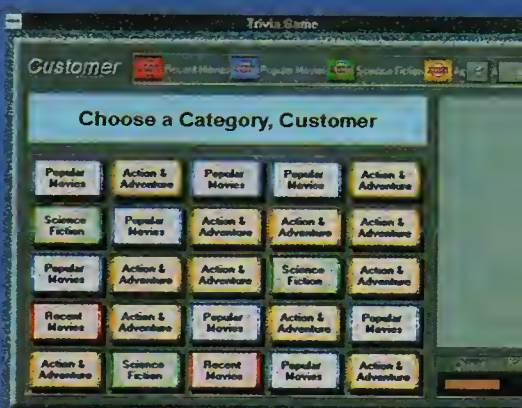 Trivia Game
Customer Recent Movies Popular Movies Science Fiction
Choose a Category, Customer
Popular Movies Action & Adventure Popular Movies Popular Movies Action & Adventure
Science Fiction Popular Movies Action & Adventure Action & Adventure Action & Adventure
Popular Movies Action & Adventure Action & Adventure Science Fiction Action & Adventure
Recent Movies Action & Adventure Popular Movies Action & Adventure Popular Movies
Action & Adventure Science Fiction Recent Movies Popular Movies Action & Adventure